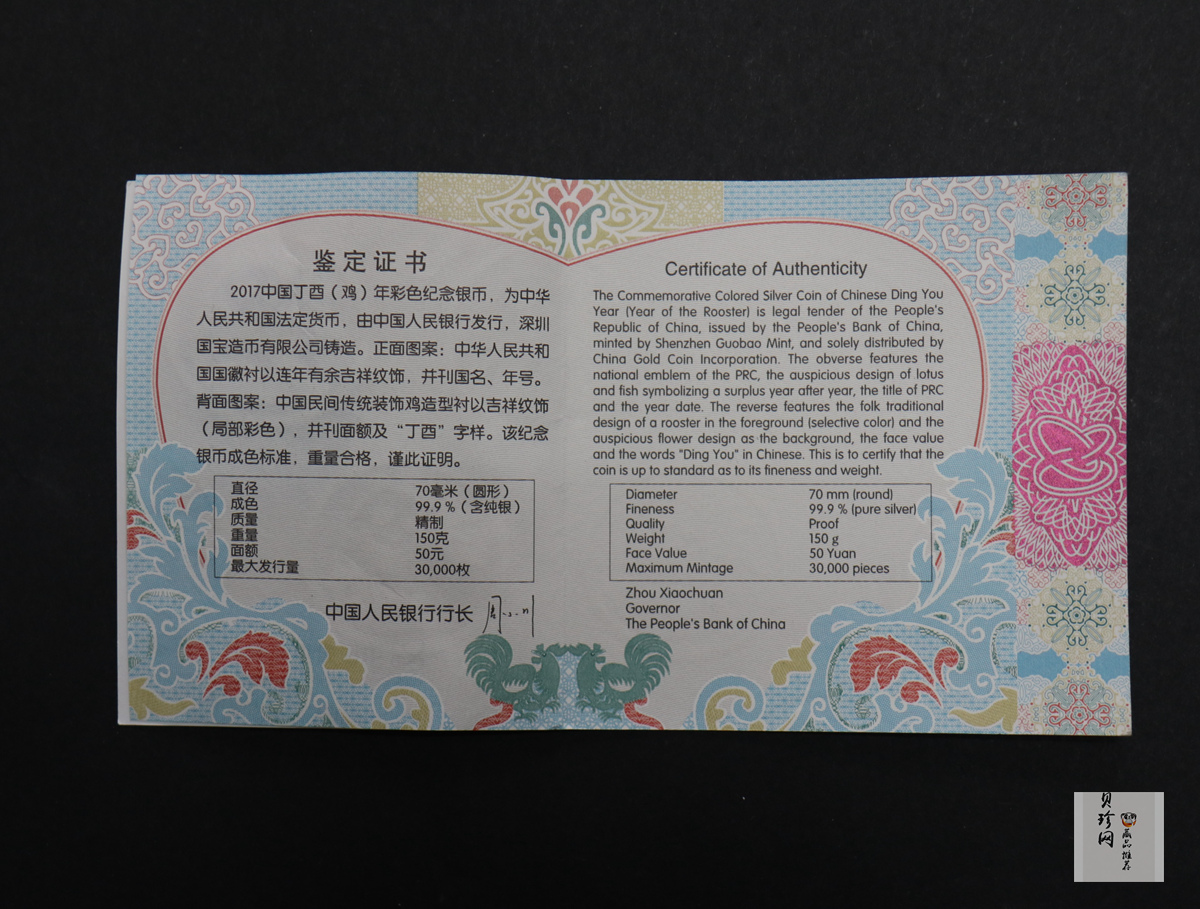 鉴定证书
2017中国丁酉（鸡）年彩色纪念银币，为中华
人民共和国法定货币，由中国人民银行发行，深圳
国宝造币有限公司铸造。正面图案：中华人民共和
国国徽衬以连年有余吉祥纹饰，并刊国名、年号。
背面图案：中国民间传统装饰鸡造型衬以吉祥纹饰
（局部彩色），并刊面额及“丁酉”字样。该纪念
银币成色标准，重量合格，谨此证明。
直径 70毫米（圆形）
成色 99.9 %（含纯银）
质量 精制
重量 150克
面额 50元
最大发行量 30,000枚
中国人民银行行长
Certificate of Authenticity
The Commemorative Colored Silver Coin of Chinese Ding You
Year (Year of the Rooster) is legal tender of the People's
Republic of China, issued by the People's Bank of China,
minted by Shenzhen Guobao Mint, and solely distributed by
China Gold Coin Incorporation. The obverse features the
national emblem of the PRC, the auspicious design of lotus
and fish symbolizing a surplus year after year, the title of PRC
and the year date. The reverse features the folk traditional
design of a rooster in the foreground (selective color) and the
auspicious flower design as the background, the face value
and the words "Ding You" in Chinese. This is to certify that the
coin is up to standard as to its fineness and weight.
Diameter 70 mm (round)
Fineness 99.9 % (pure silver)
Quality Proof
Weight 150 g
Face Value 50 Yuan
Maximum Mintage 30,000 pieces
Zhou Xiaochuan
Governor
The People's Bank of China
贝珍网
藏品推荐